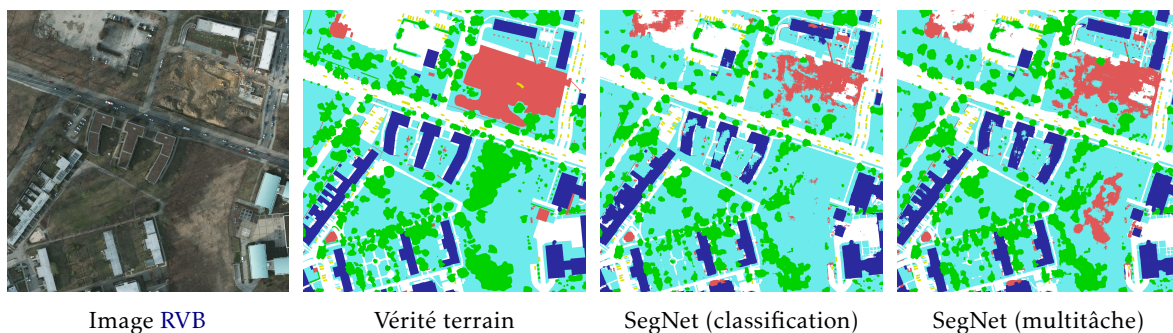 Image RVB
Vérité terrain
SegNet (classification)
SegNet (multitâche)